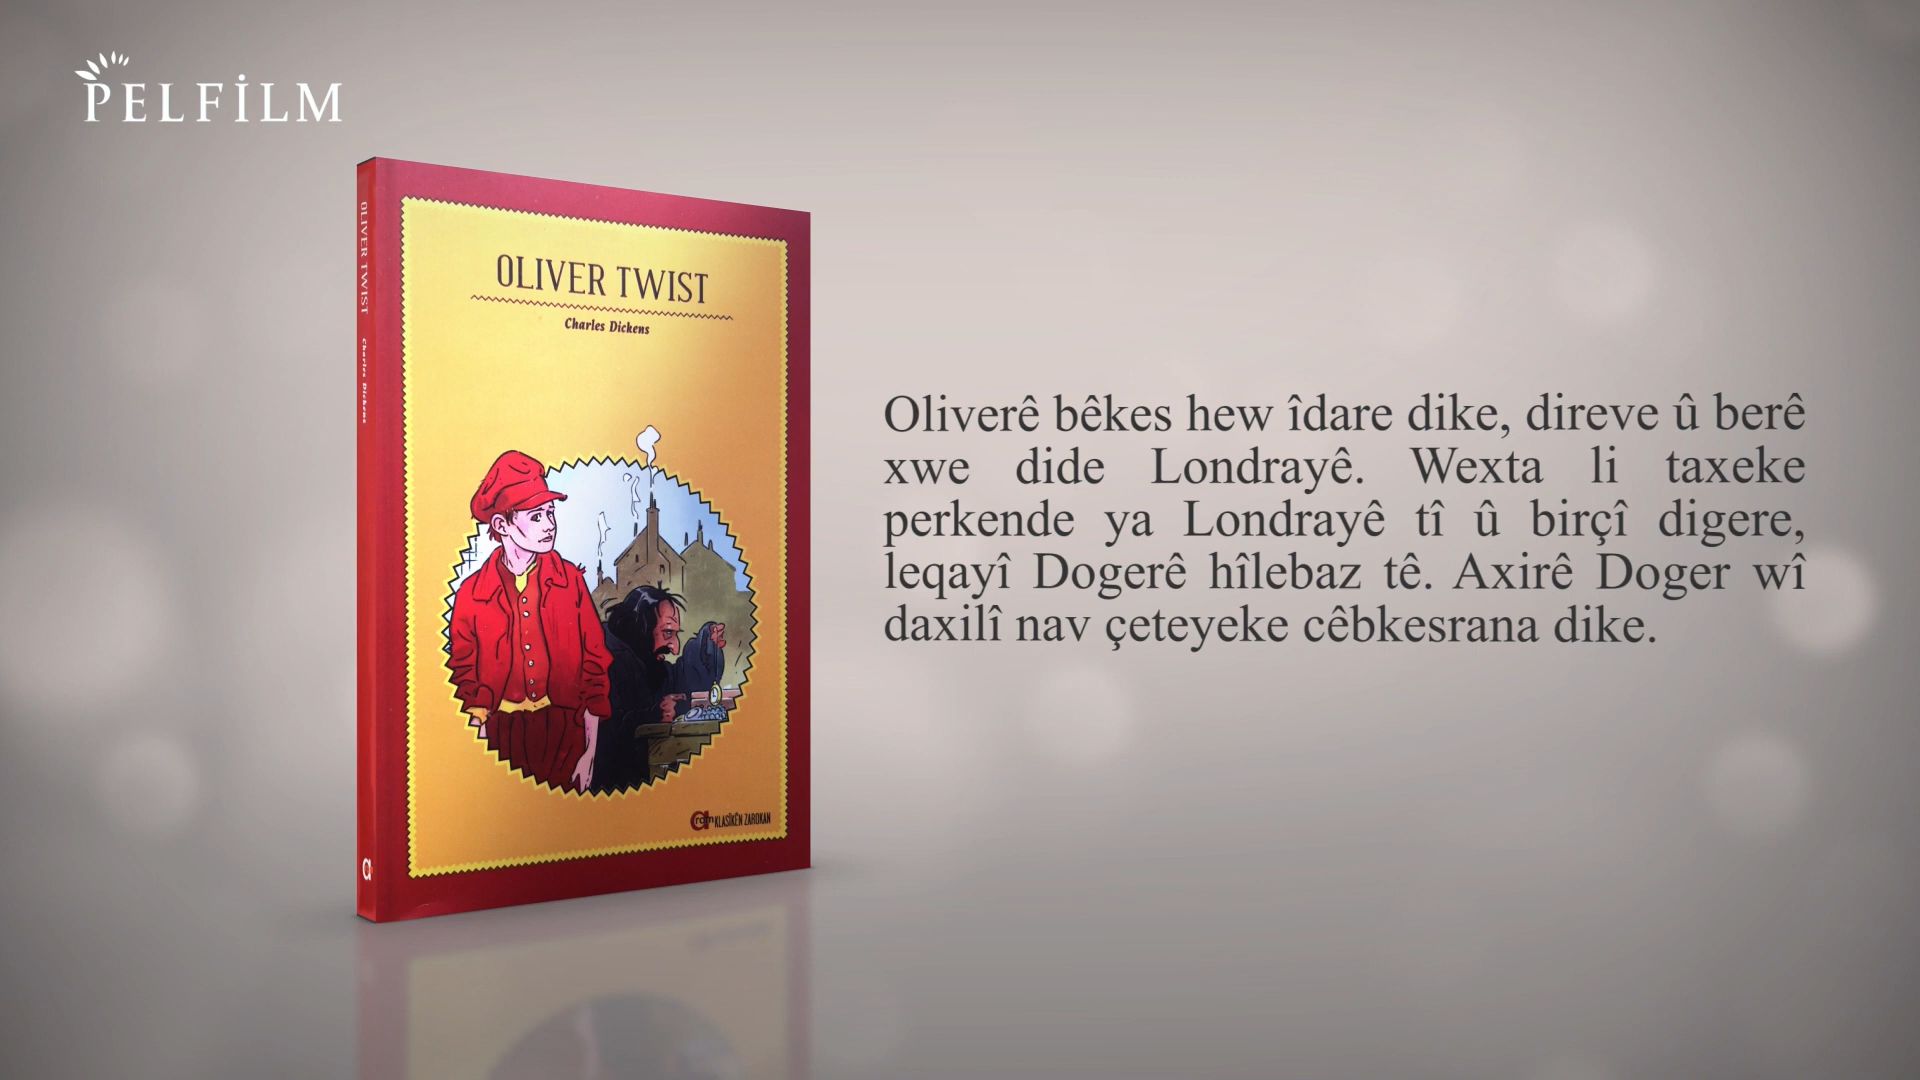 PELFİLM
OLIVER TWIST
Charles Dickens
OLIVER TWIST
Charles Dickens
aram KLASÎKÊN ZAROKAN
a
Oliverê bêkes hew îdare dike, direve û berê
xwe dide Londrayê. Wexta li taxeke
perkende ya Londrayê tî û birçî digere,
leqayî Dogerê hîlebaz tê. Axirê Doger wî
daxilî nav çeteyeke cêbkesrana dike.